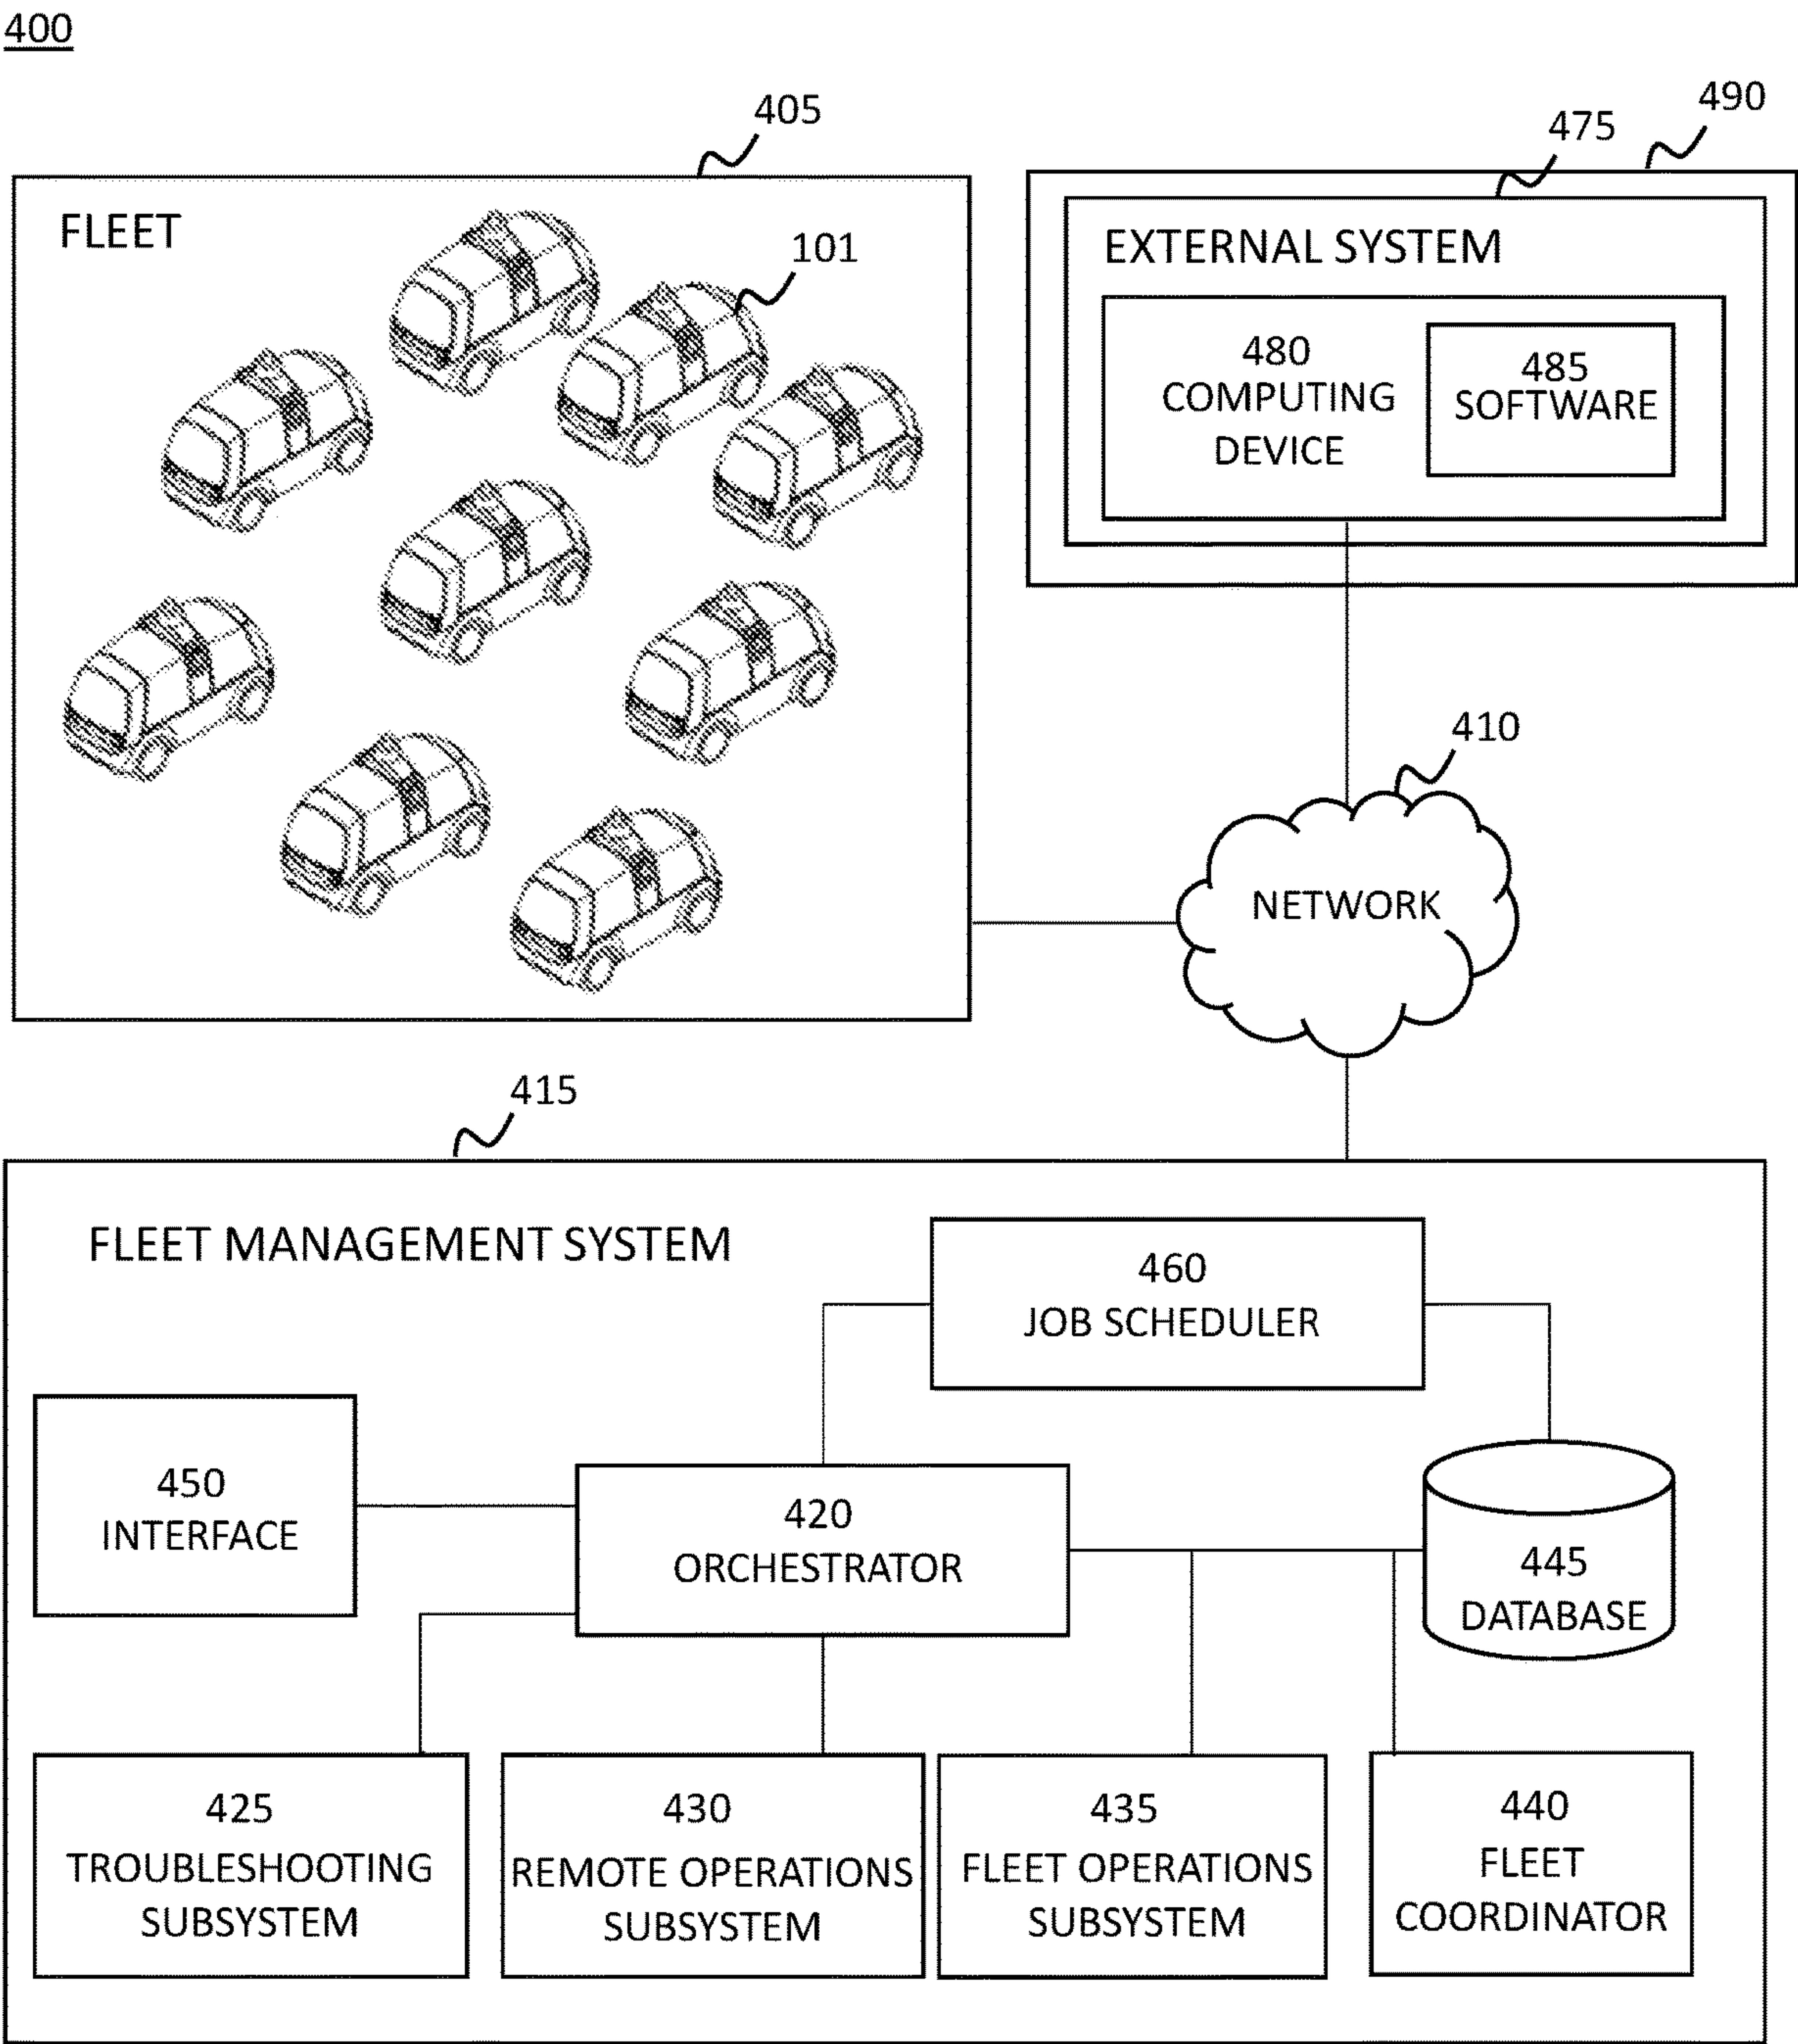 400
405
FLEET
101
490
475
EXTERNAL SYSTEM
480
COMPUTING
DEVICE
485
SOFTWARE
410
NETWORK
415
FLEET MANAGEMENT SYSTEM
460
JOB SCHEDULER
450
INTERFACE
420
ORCHESTRATOR
445
DATABASE
425
TROUBLESHOOTING
SUBSYSTEM
430
REMOTE OPERATIONS
SUBSYSTEM
435
FLEET OPERATIONS
SUBSYSTEM
440
FLEET
COORDINATOR